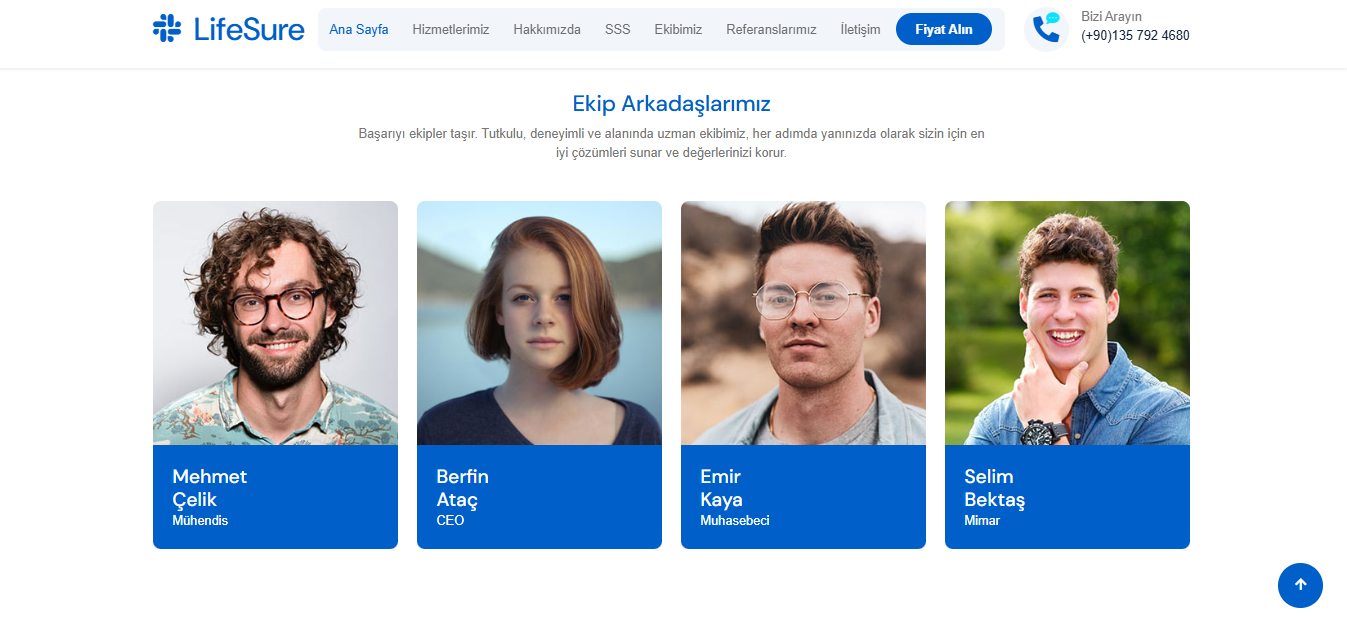 LifeSure
Ana Sayfa Hizmetlerimiz Hakkımızda SSS Ekibimiz Referanslarımız İletişim Fiyat Alın
Bizi Arayın
(+90)135 792 4680
Ekip Arkadaşlarımız
Başarıyı ekipler taşır. Tutkulu, deneyimli ve alanında uzman ekibimiz, her adımda yanınızda olarak sizin için en
iyi çözümleri sunar ve değerlerinizi korur.
Mehmet
Çelik
Mühendis
Berfin
Ataç
CEO
Emir
Kaya
Muhasebeci
Selim
Bektaş
Mimar